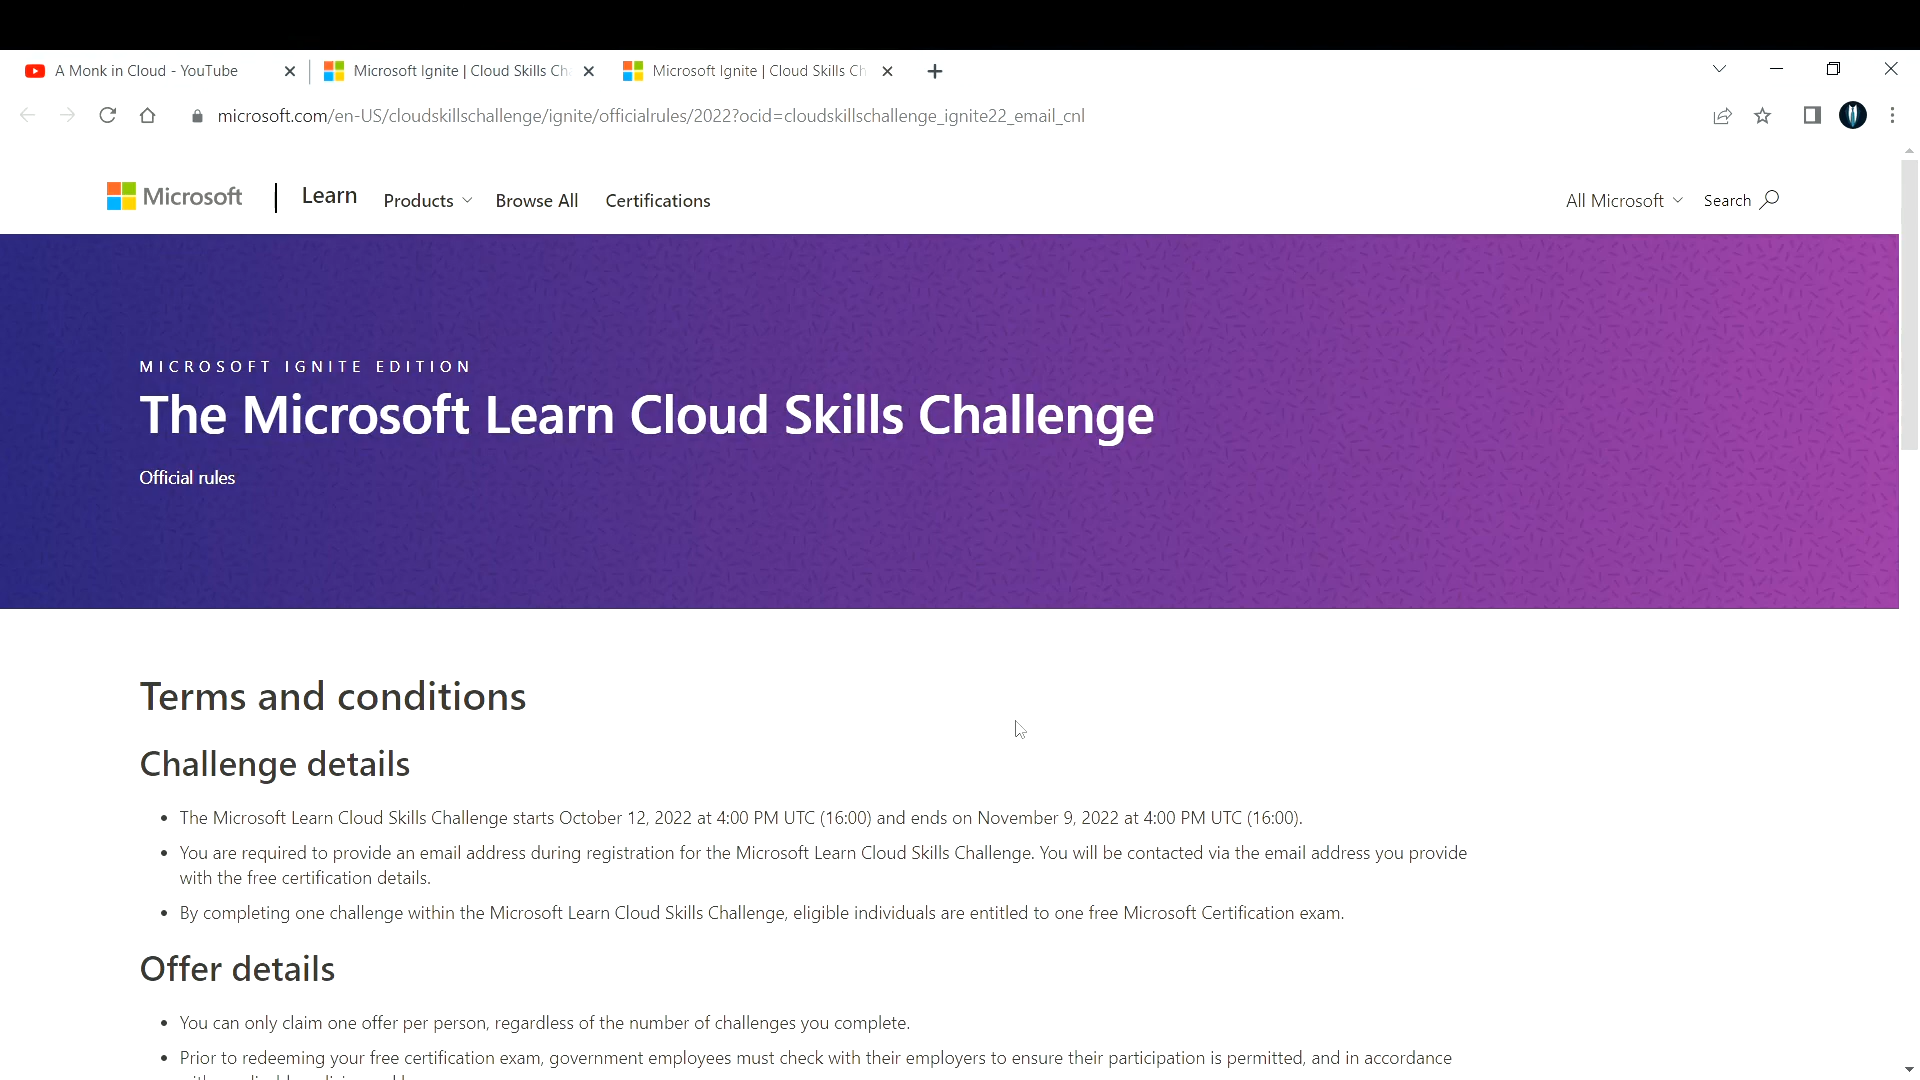 A Monk in Cloud - YouTube
Microsoft Ignite | Cloud Skills Ch
Microsoft Ignite | Cloud Skills Ch
microsoft.com/en-US/cloudskillschallenge/ignite/officialrules/2022?ocid=cloudskillschallenge_ignite22_email_cnl
Microsoft
Learn
Products
Browse All
Certifications
All Microsoft
Search
MICROSOFT IGNITE EDITION
The Microsoft Learn Cloud Skills Challenge
Official rules
Terms and conditions
Challenge details
• The Microsoft Learn Cloud Skills Challenge starts October 12, 2022 at 4:00 PM UTC (16:00) and ends on November 9, 2022 at 4:00 PM UTC (16:00).
• You are required to provide an email address during registration for the Microsoft Learn Cloud Skills Challenge. You will be contacted via the email address you provide
with the free certification details.
• By completing one challenge within the Microsoft Learn Cloud Skills Challenge, eligible individuals are entitled to one free Microsoft Certification exam.
Offer details
• You can only claim one offer per person, regardless of the number of challenges you complete.
• Prior to redeeming your free certification exam, government employees must check with their employers to ensure their participation is permitted, and in accordance